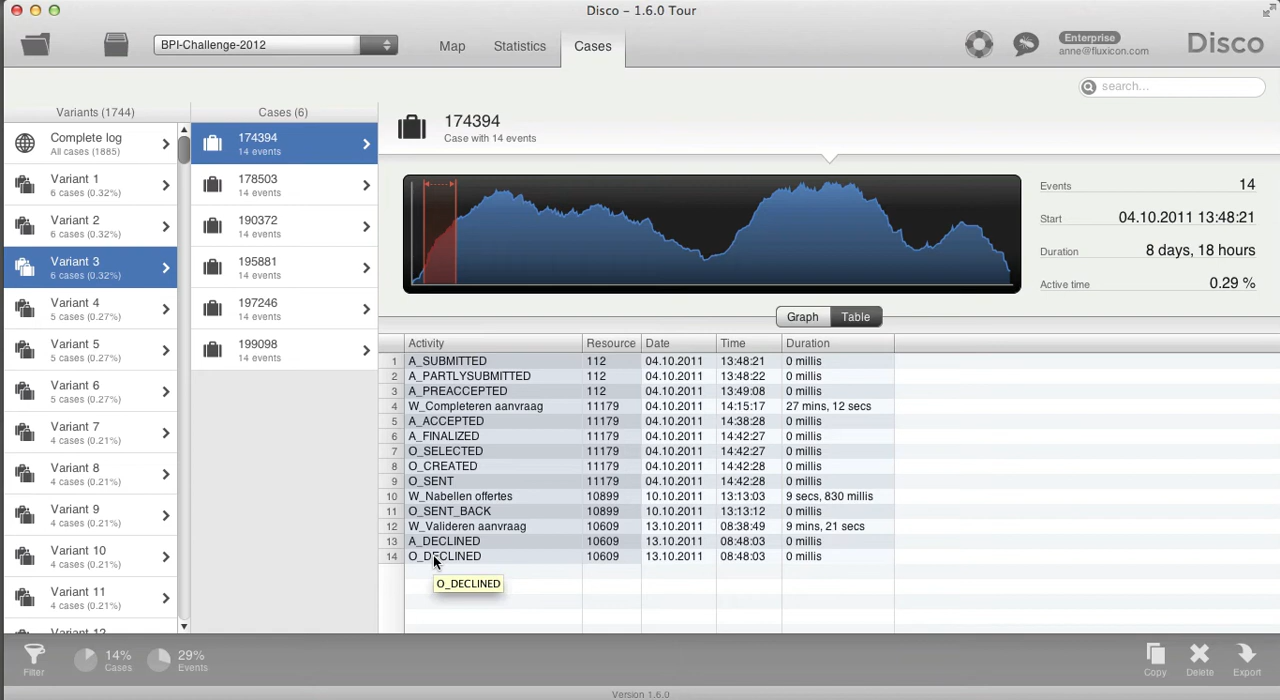 Disco – 1.6.0 Tour
BPI-Challenge-2012
Map
Statistics
Cases
Enterprise
anne@fluxicon.com
Disco
search...
Variants (1744)
Complete log
All cases (1885)
Variant 1
6 cases (0.32%)
Variant 2
6 cases (0.32%)
Variant 3
6 cases (0.32%)
Variant 4
5 cases (0.27%)
Variant 5
5 cases (0.27%)
Variant 6
5 cases (0.27%)
Variant 7
4 cases (0.21%)
Variant 8
4 cases (0.21%)
Variant 9
4 cases (0.21%)
Variant 10
4 cases (0.21%)
Variant 11
4 cases (0.21%)
Variant 12
Cases (6)
174394
14 events
178503
14 events
190372
14 events
195881
14 events
197246
14 events
199098
14 events
174394
Case with 14 events
Events 14
Start 04.10.2011 13:48:21
Duration 8 days, 18 hours
Active time 0.29 %
Graph Table
Activity Resource Date Time Duration
1 A_SUBMITTED 112 04.10.2011 13:48:21 0 millis
2 A_PARTLYSUBMITTED 112 04.10.2011 13:48:22 0 millis
3 A_PREACCEPTED 112 04.10.2011 13:49:08 0 millis
4 W_Completeren aanvraag 11179 04.10.2011 14:15:17 27 mins, 12 secs
5 A_ACCEPTED 11179 04.10.2011 14:38:28 0 millis
6 A_FINALIZED 11179 04.10.2011 14:42:27 0 millis
7 O_SELECTED 11179 04.10.2011 14:42:27 0 millis
8 O_CREATED 11179 04.10.2011 14:42:28 0 millis
9 O_SENT 11179 04.10.2011 14:42:28 0 millis
10 W_Nabellen offertes 10899 10.10.2011 13:13:03 9 secs, 830 millis
11 O_SENT_BACK 10899 10.10.2011 13:13:12 0 millis
12 W_Valideren aanvraag 10609 13.10.2011 08:38:49 9 mins, 21 secs
13 A_DECLINED 10609 13.10.2011 08:48:03 0 millis
14 O_DECLINED 10609 13.10.2011 08:48:03 0 millis
O_DECLINED
Filter
14%
Cases
29%
Events
Copy
Delete
Export
Version 1.6.0